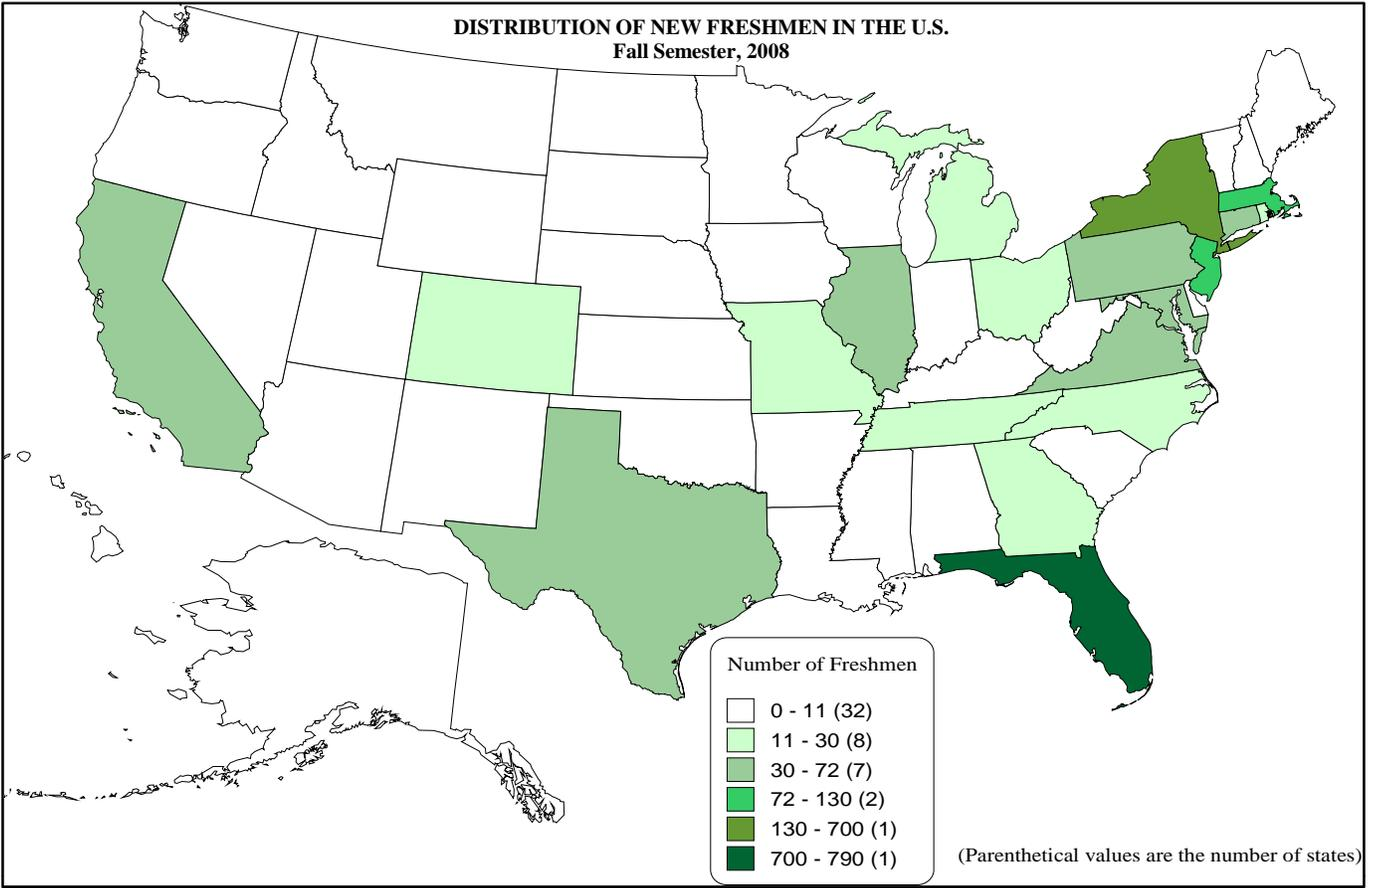 DISTRIBUTION OF NEW FRESHMEN IN THE U.S.
Fall Semester, 2008
Number of Freshmen
0 - 11 (32)
11 - 30 (8)
30 - 72 (7)
72 - 130 (2)
130 - 700 (1)
700 - 790 (1)
(Parenthetical values are the number of states)